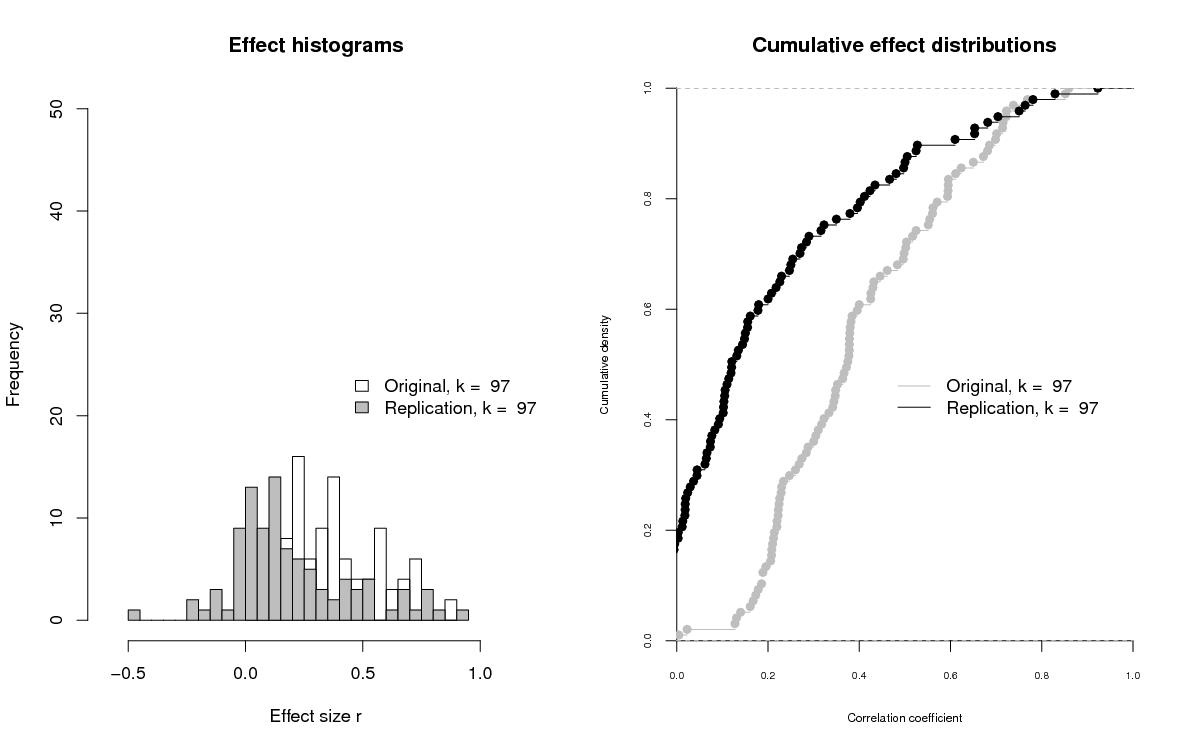 Effect histograms
50
40
30
20
10
0
Frequency
Original, k = 97
Replication, k = 97
−0.5
0.0
0.5
1.0
Effect size r
Cumulative effect distributions
1.0
0.8
0.6
0.4
0.2
0.0
Cumulative density
Original, k = 97
Replication, k = 97
0.0
0.2
0.4
0.6
0.8
1.0
Correlation coefficient